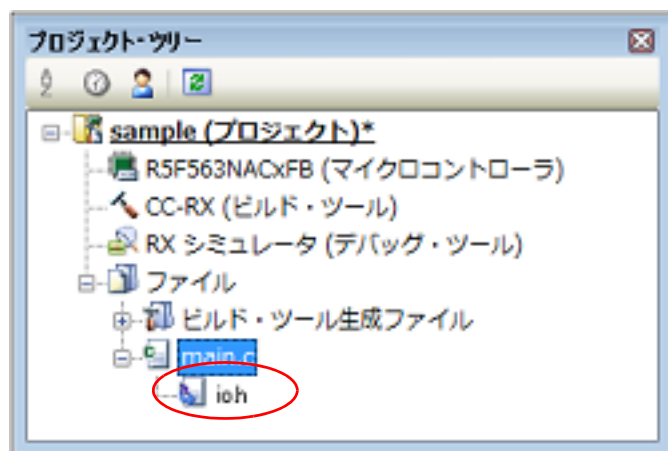 プロジェクト・ツリー
sample (プロジェクト)*
R5F563NACxFB (マイクロコントローラ)
CC-RX (ビルド・ツール)
RX シミュレータ (デバッグ・ツール)
ファイル
ビルド・ツール生成ファイル
main.c
io.h